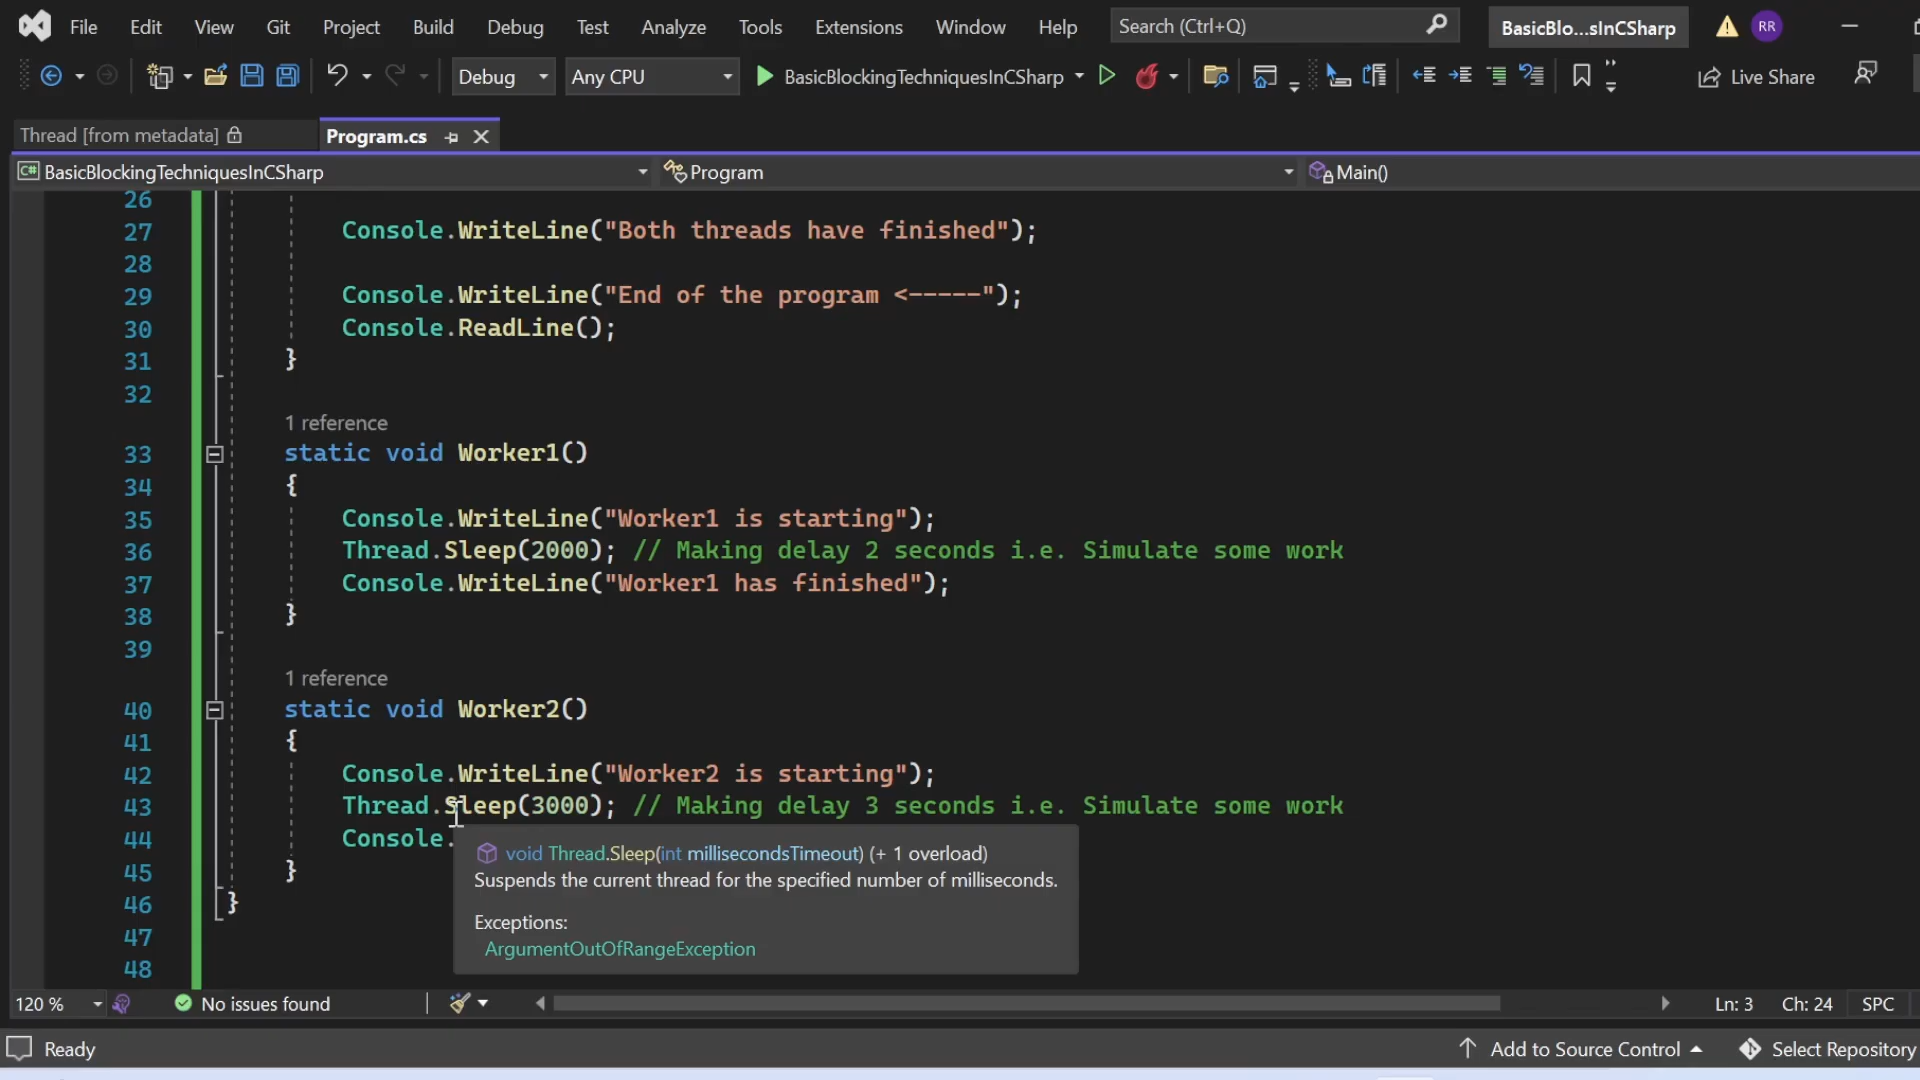 File Edit View Git Project Build Debug Test Analyze Tools Extensions Window Help Search (Ctrl+Q) BasicBlo...sInCSharp RR
Debug Any CPU BasicBlockingTechniquesInCSharp Live Share
Thread [from metadata] Program.cs
C# BasicBlockingTechniquesInCSharp Program Main()
26
27 Console.WriteLine("Both threads have finished");
28
29 Console.WriteLine("End of the program <-----");
30 Console.ReadLine();
31 }
32
1 reference
33 static void Worker1()
34 {
35 Console.WriteLine("Worker1 is starting");
36 Thread.Sleep(2000); // Making delay 2 seconds i.e. Simulate some work
37 Console.WriteLine("Worker1 has finished");
38 }
39
1 reference
40 static void Worker2()
41 {
42 Console.WriteLine("Worker2 is starting");
43 Thread.Sleep(3000); // Making delay 3 seconds i.e. Simulate some work
44 Console.
void Thread.Sleep(int millisecondsTimeout) (+ 1 overload)
45 }
Suspends the current thread for the specified number of milliseconds.
46 }
Exceptions:
47
ArgumentOutOfRangeException
48
120 % No issues found Ln: 3 Ch: 24 SPC
Ready Add to Source Control Select Repository